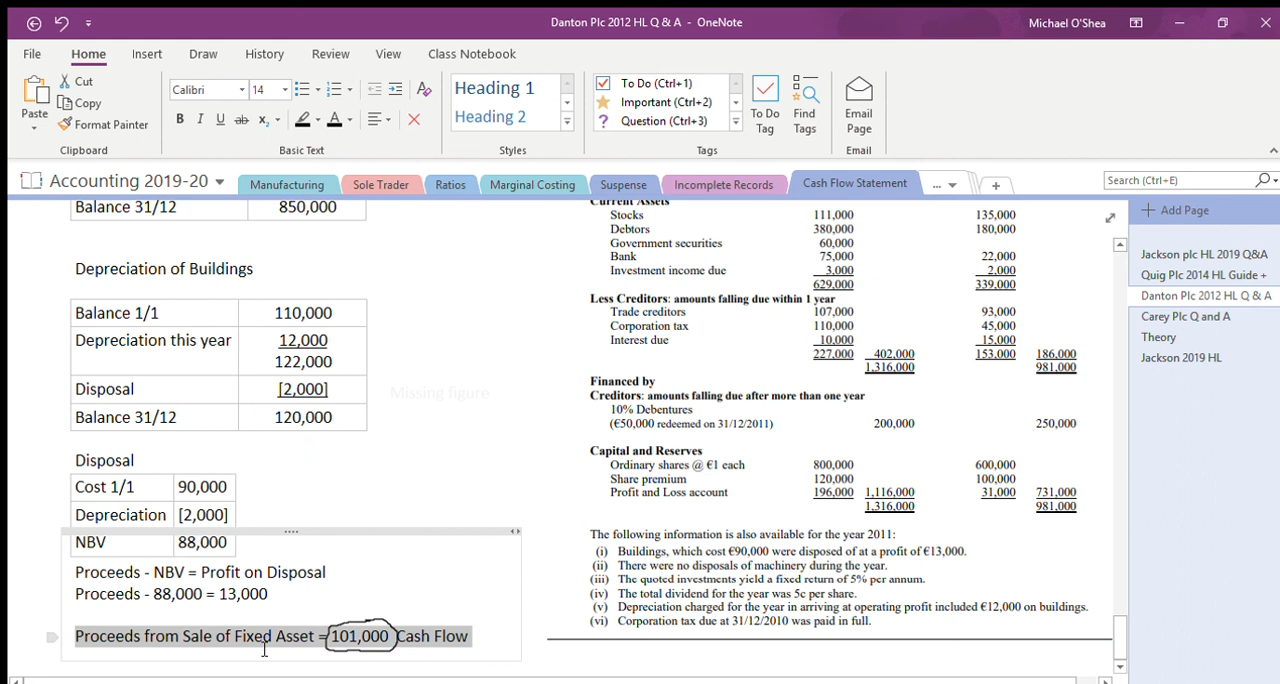 Danton Plc 2012 HL Q & A - OneNote
Michael O'Shea
File Home Insert Draw History Review View Class Notebook
Paste
Cut
Copy
Format Painter
Clipboard
Calibri 14
B I U ab x₂ A
Basic Text
Heading 1
Heading 2
Styles
To Do (Ctrl+1)
Important (Ctrl+2)
? Question (Ctrl+3)
To Do Tag
Find Tags
Tags
Email Page
Email
Accounting 2019-20
Manufacturing Sole Trader Ratios Marginal Costing Suspense Incomplete Records Cash Flow Statement ... +
Search (Ctrl+E)
Add Page
Jackson plc HL 2019 Q&A
Quig Plc 2014 HL Guide +
Danton Plc 2012 HL Q & A
Carey Plc Q and A
Theory
Jackson 2019 HL
Balance 31/12 850,000
Depreciation of Buildings
Balance 1/1 110,000
Depreciation this year 12,000
122,000
Disposal [2,000]
Balance 31/12 120,000
Missing figure
Disposal
Cost 1/1 90,000
Depreciation [2,000]
NBV 88,000
Proceeds - NBV = Profit on Disposal
Proceeds - 88,000 = 13,000
Proceeds from Sale of Fixed Asset = 101,000 Cash Flow
Current Assets
Stocks 111,000 135,000
Debtors 380,000 180,000
Government securities 60,000
Bank 75,000 22,000
Investment income due 3,000 2,000
629,000 339,000
Less Creditors: amounts falling due within 1 year
Trade creditors 107,000 93,000
Corporation tax 110,000 45,000
Interest due 10,000 15,000
227,000 402,000 153,000 186,000
1,316,000 981,000
Financed by
Creditors: amounts falling due after more than one year
10% Debentures
(€50,000 redeemed on 31/12/2011) 200,000 250,000
Capital and Reserves
Ordinary shares @ €1 each 800,000 600,000
Share premium 120,000 100,000
Profit and Loss account 196,000 1,116,000 31,000 731,000
1,316,000 981,000
The following information is also available for the year 2011:
(i) Buildings, which cost €90,000 were disposed of at a profit of €13,000.
(ii) There were no disposals of machinery during the year.
(iii) The quoted investments yield a fixed return of 5% per annum.
(iv) The total dividend for the year was 5c per share.
(v) Depreciation charged for the year in arriving at operating profit included €12,000 on buildings.
(vi) Corporation tax due at 31/12/2010 was paid in full.